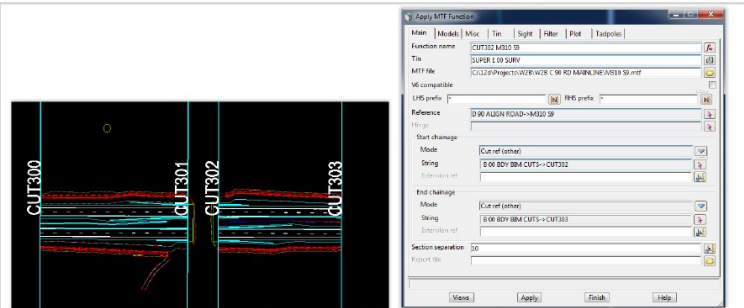 CUT300
CUT301
CUT302
CUT303
Apply MTF Function
Main Models Misc Tin Sight Filter Plot Tadpoles
Function name CUT302 M310 S9
Tin SUPER 1 00 SURV
MTF file C:\12d\Projects\W2B\W2B C 90 RD MAINLINE\M310 S9.mtf
V6 compatible
LHS prefix * RHS prefix *
Reference D 90 ALIGN ROAD->M310 S9
Hinge
Start chainage
Mode Cut ref (other)
String B 00 BDY BIM CUTS->CUT302
Extension ref
End chainage
Mode Cut ref (other)
String B 00 BDY BIM CUTS->CUT303
Extension ref
Section separation 10
Report file
Views Apply Finish Help